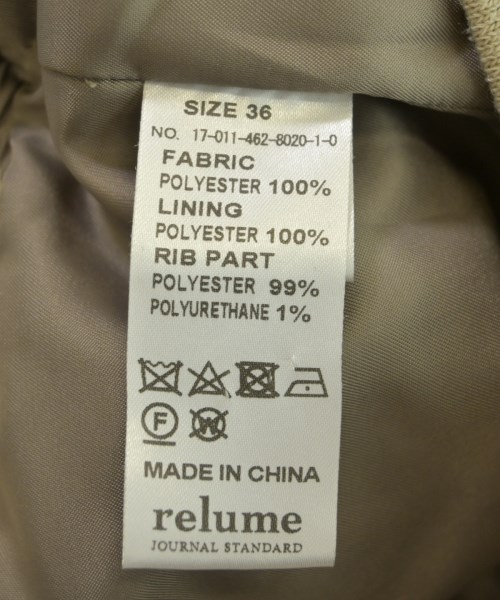 SIZE 36
NO. 17-011-462-8020-1-0
FABRIC
POLYESTER 100%
LINING
POLYESTER 100%
RIB PART
POLYESTER 99%
POLYURETHANE 1%
F W
MADE IN CHINA
relume
JOURNAL STANDARD